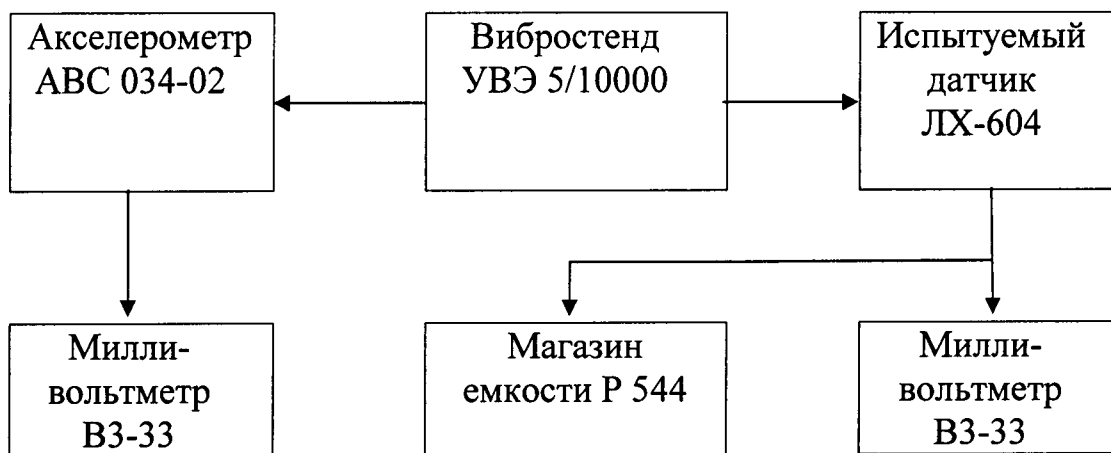 Акселерометр
АВС 034-02
Вибростенд
УВЭ 5/10000
Испытуемый
датчик
ЛХ-604
Милли-
вольтметр
В3-33
Магазин
емкости Р 544
Милли-
вольтметр
В3-33